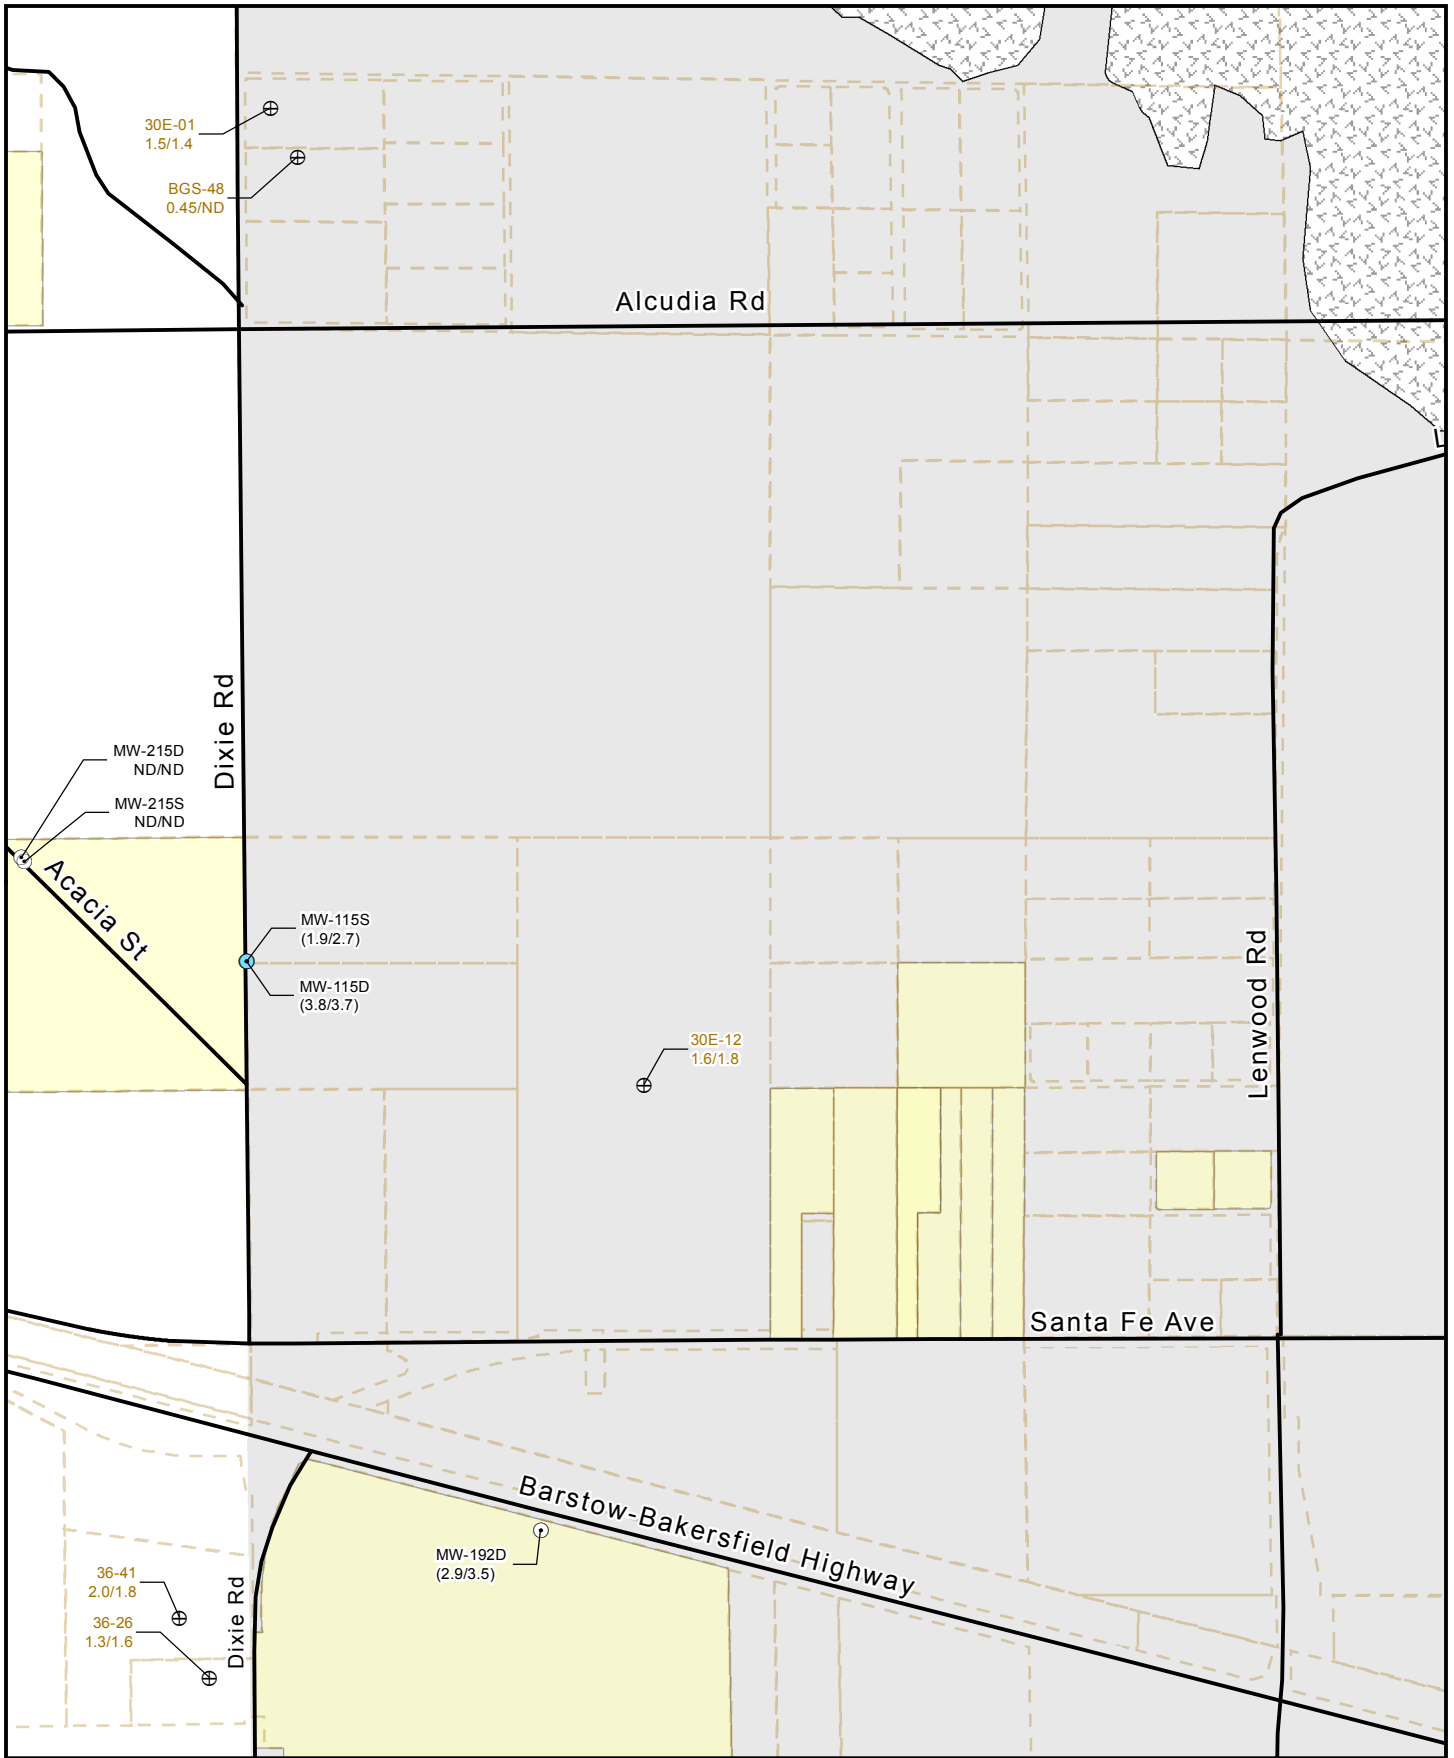 30E-01
1.5/1.4
BGS-48
0.45/ND
Alcudia Rd
L
Dixie Rd
MW-215D
ND/ND
MW-215S
ND/ND
Acacia St
MW-115S
(1.9/2.7)
MW-115D
(3.8/3.7)
30E-12
1.6/1.8
Lenwood Rd
Santa Fe Ave
Barstow-Bakersfield Highway
MW-192D
(2.9/3.5)
36-41
2.0/1.8
36-26
1.3/1.6
Dixie Rd